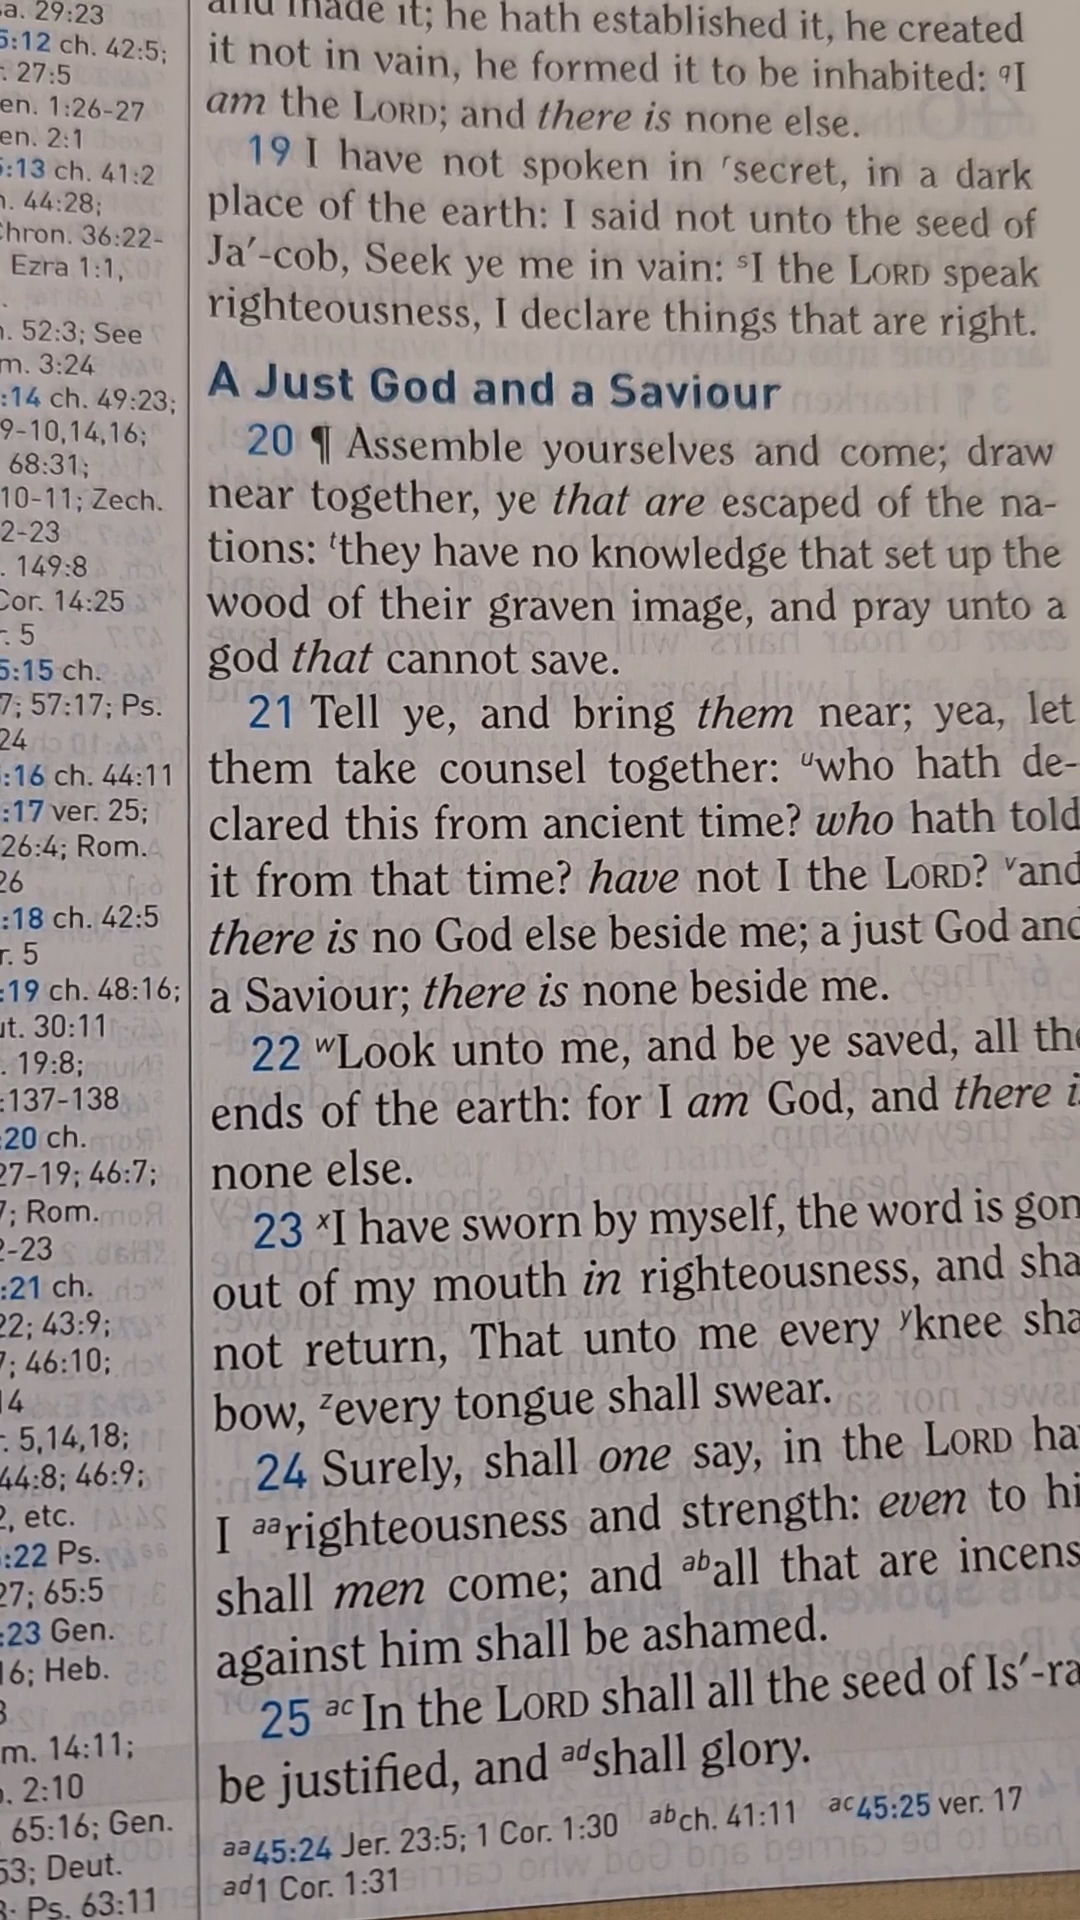 a. 29:23
5:12 ch. 42:5;
27:5
en. 1:26-27
en. 2:1
:13 ch. 41:2
44:28;
hron. 36:22-
Ezra 1:1,
52:3; See
m. 3:24
:14 ch. 49:23;
9-10,14,16;
68:31;
10-11; Zech.
2-23
149:8
Cor. 14:25
5
5:15 ch.
7; 57:17; Ps.
24
:16 ch. 44:11
:17 ver. 25;
26:4; Rom.
26
:18 ch. 42:5
r. 5
:19 ch. 48:16;
ut. 30:11
19:8;
:137-138
:20 ch.
27-19; 46:7;
; Rom.
2-23
:21 ch.
22; 43:9;
7; 46:10;
14
5,14,18;
44:8; 46:9;
, etc.
:22 Ps.
27; 65:5
:23 Gen.
16; Heb.
3
m. 14:11;
2:10
65:16; Gen.
53; Deut.
Ps. 63:11
and made it; he hath established it, he created
it not in vain, he formed it to be inhabited: qI
am the LORD; and there is none else.
19 I have not spoken in rsecret, in a dark
place of the earth: I said not unto the seed of
Ja′-cob, Seek ye me in vain: sI the LORD speak
righteousness, I declare things that are right.
A Just God and a Saviour
20 ¶ Assemble yourselves and come; draw
near together, ye that are escaped of the na-
tions: tthey have no knowledge that set up the
wood of their graven image, and pray unto a
god that cannot save.
21 Tell ye, and bring them near; yea, let
them take counsel together: uwho hath de-
clared this from ancient time? who hath told
it from that time? have not I the LORD? vand
there is no God else beside me; a just God and
a Saviour; there is none beside me.
22 wLook unto me, and be ye saved, all the
ends of the earth: for I am God, and there i
none else.
23 xI have sworn by myself, the word is gon
out of my mouth in righteousness, and sha
not return, That unto me every yknee sha
bow, zevery tongue shall swear.
24 Surely, shall one say, in the LORD ha
I aarighteousness and strength: even to hi
shall men come; and aball that are incens
against him shall be ashamed.
25 acIn the LORD shall all the seed of Is′-ra
be justified, and adshall glory.
aa45:24 Jer. 23:5; 1 Cor. 1:30 abch. 41:11 ac45:25 ver. 17
ad1 Cor. 1:31